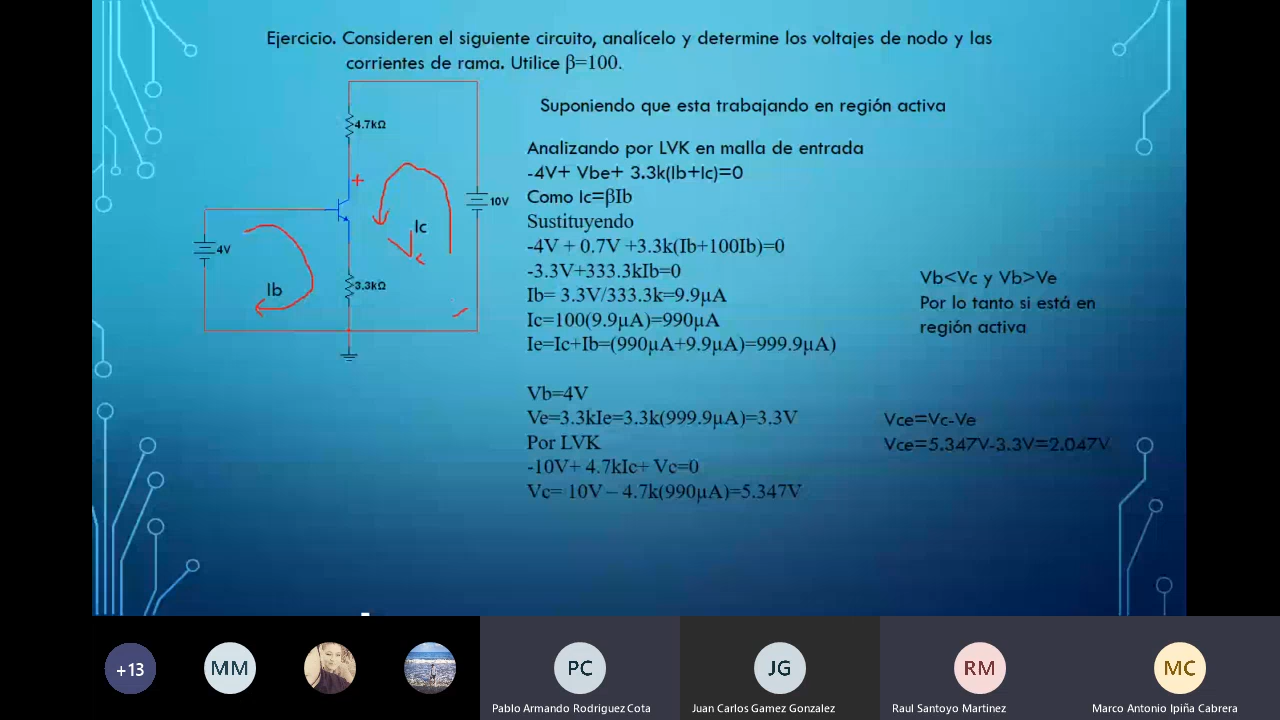 Ejercicio. Consideren el siguiente circuito, analícelo y determine los voltajes de nodo y las
corrientes de rama. Utilice β=100.
Suponiendo que esta trabajando en región activa
4.7kΩ
+
10V
4V
Ic
Ib
3.3kΩ
Analizando por LVK en malla de entrada
-4V+ Vbe+ 3.3k(Ib+Ic)=0
Como Ic=βIb
Sustituyendo
-4V + 0.7V +3.3k(Ib+100Ib)=0
-3.3V+333.3kIb=0
Ib= 3.3V/333.3k=9.9μA
Ic=100(9.9μA)=990μA
Ie=Ic+Ib=(990μA+9.9μA)=999.9μA)
Vb<Vc y Vb>Ve
Por lo tanto si está en
región activa
Vb=4V
Ve=3.3kIe=3.3k(999.9μA)=3.3V
Por LVK
-10V+ 4.7kIc+ Vc=0
Vc= 10V – 4.7k(990μA)=5.347V
Vce=Vc-Ve
Vce=5.347V-3.3V=2.047V
+13
MM
PC
JG
RM
MC
Pablo Armando Rodriguez Cota
Juan Carlos Gamez Gonzalez
Raul Santoyo Martinez
Marco Antonio Ipiña Cabrera